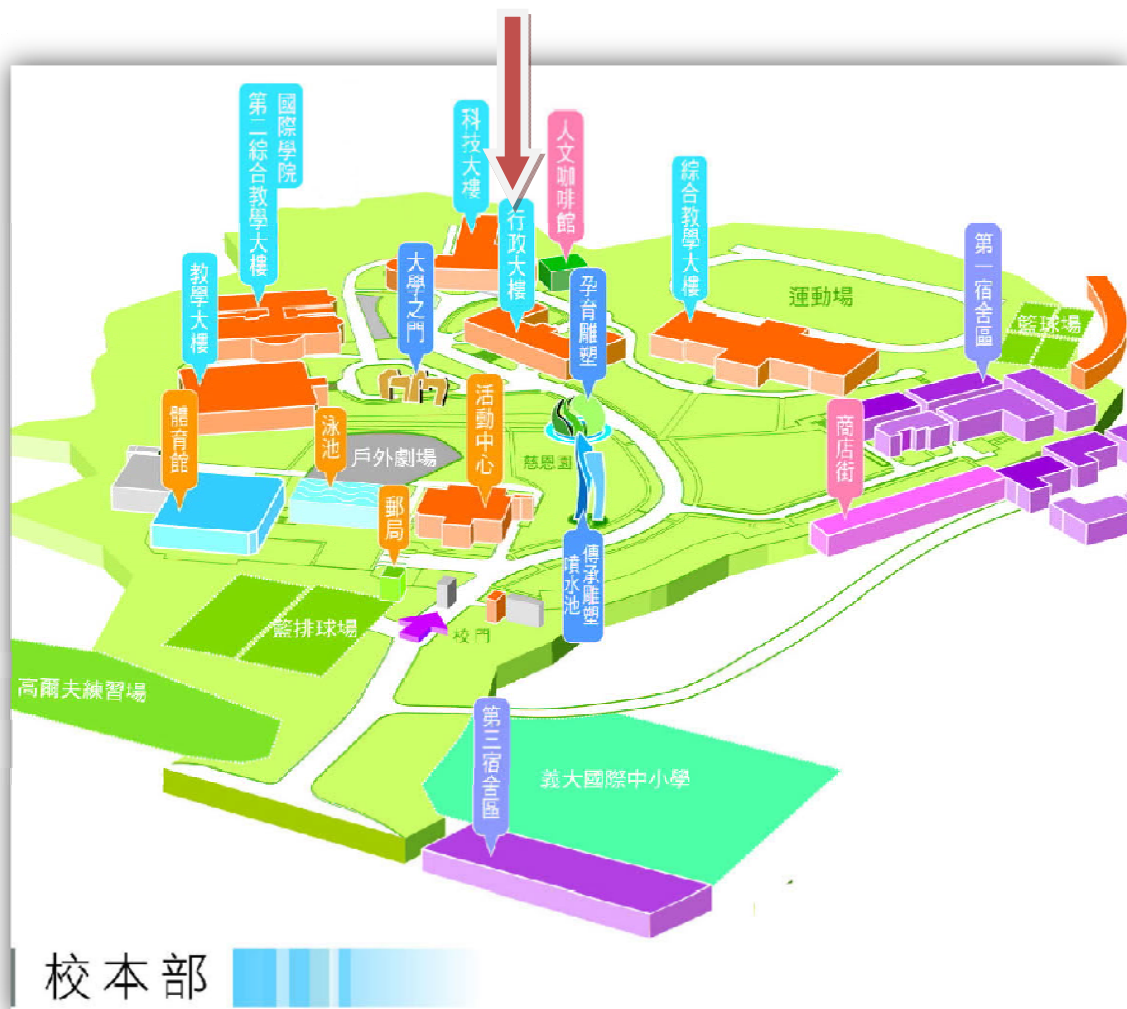 國際學院
第二綜合教學大樓
科技大樓
人文咖啡館
行政大樓
綜合教學大樓
第一宿舍區
教學大樓
大學之門
孕育雕塑
運動場
籃球場
體育館
泳池
戶外劇場
活動中心
慈恩園
商店街
郵局
傳承雕塑
噴水池
籃排球場
校門
高爾夫練習場
第三宿舍區
義大國際中小學
校本部